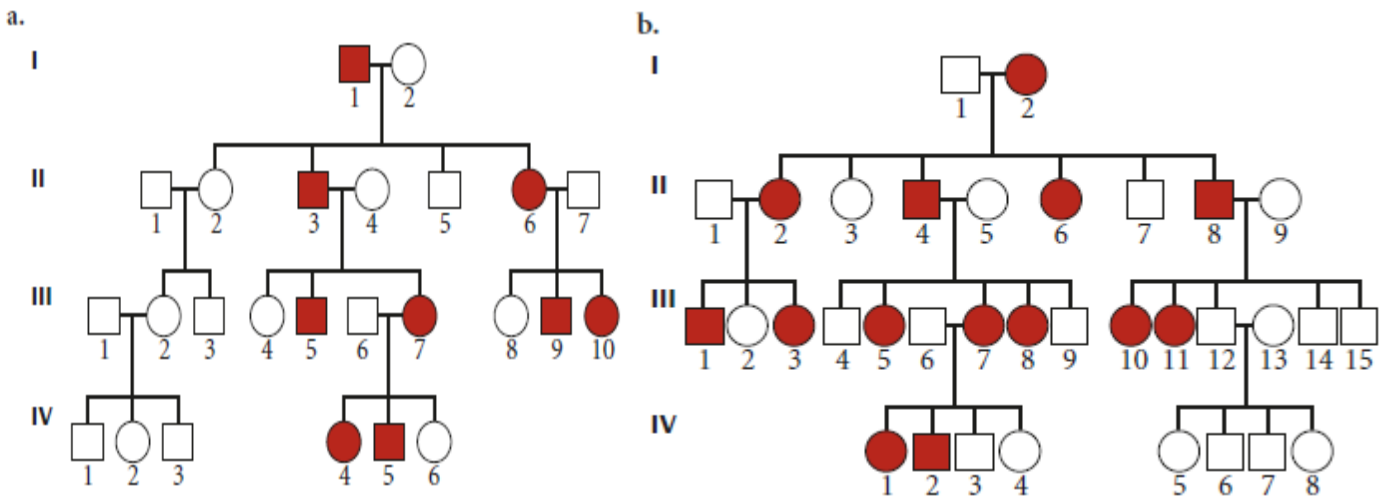 a.
I
1 2
II
1 2 3 4 5 6 7
III
1 2 3 4 5 6 7 8 9 10
IV
1 2 3 4 5 6
b.
I
1 2
II
1 2 3 4 5 6 7 8 9
III
1 2 3 4 5 6 7 8 9 10 11 12 13 14 15
IV
1 2 3 4 5 6 7 8